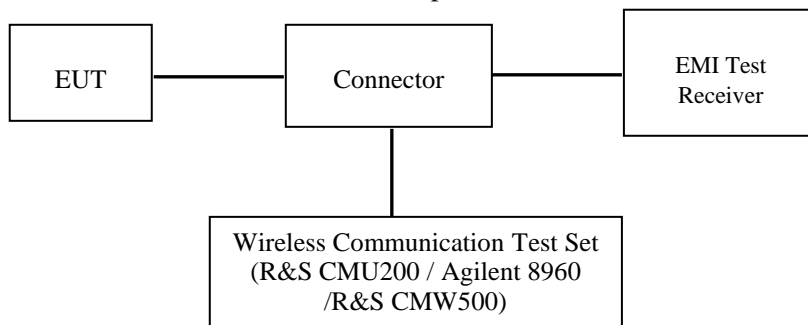 EUT
Connector
EMI Test
Receiver
Wireless Communication Test Set
(R&S CMU200 / Agilent 8960
/R&S CMW500)